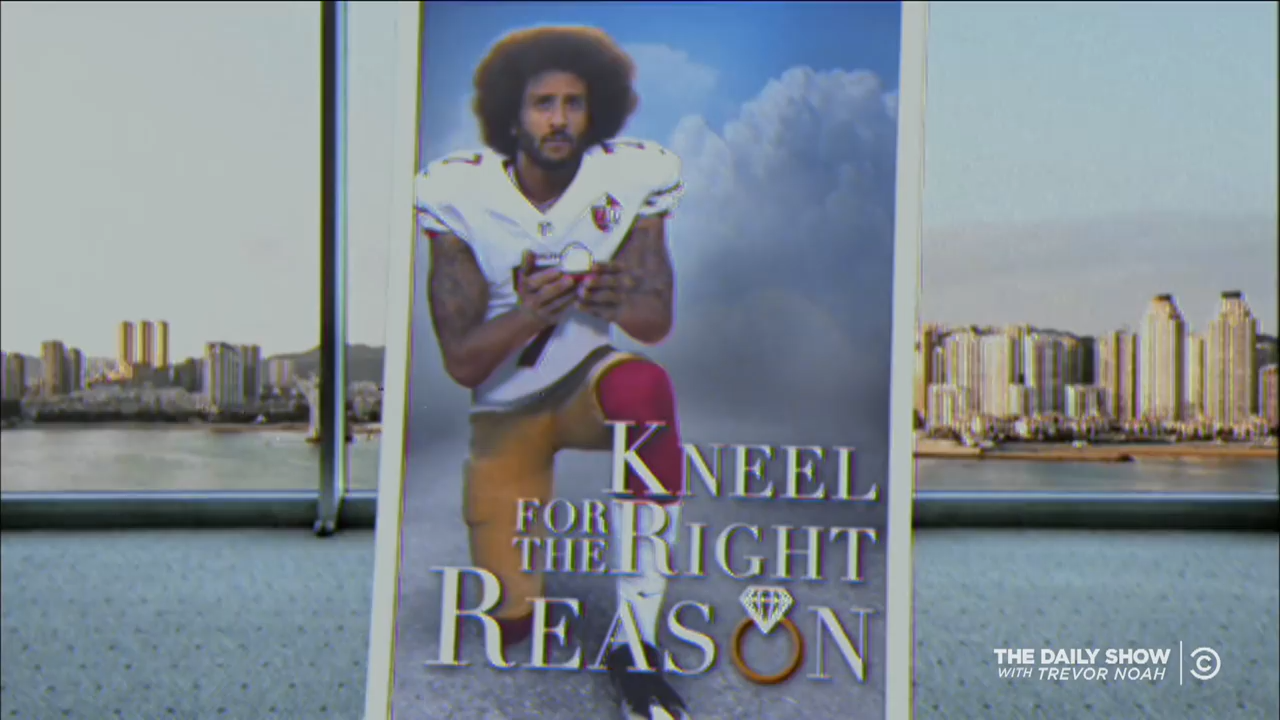 KNEEL
FOR
THE RIGHT
REASON
THE DAILY SHOW
WITH TREVOR NOAH